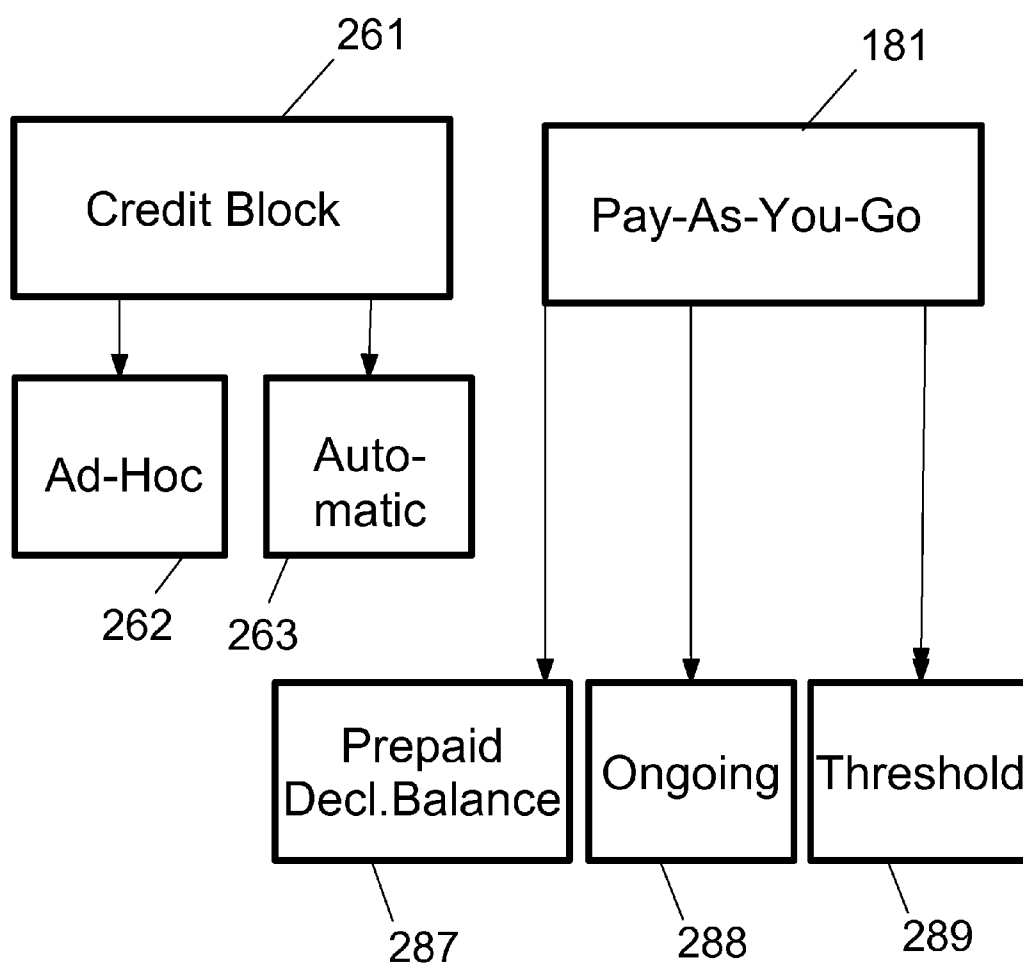 261
181
Credit Block
Pay-As-You-Go
Ad-Hoc
Auto-
matic
262
263
Prepaid
Decl.Balance
Ongoing
Threshold
287
288
289